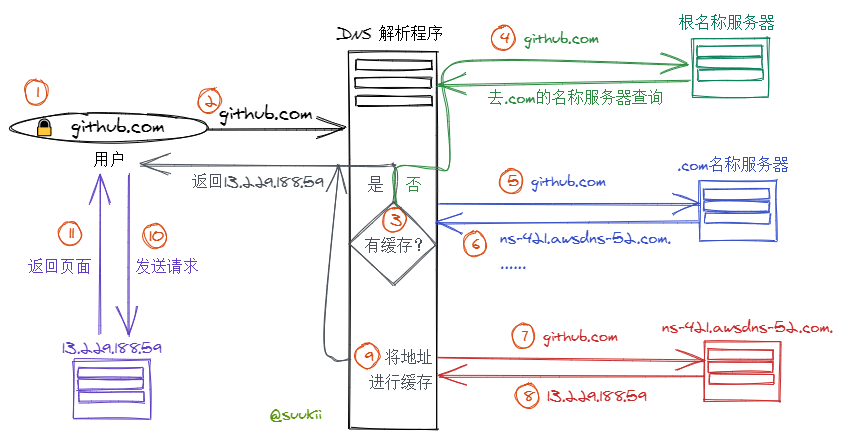 DNS 解析程序
根名称服务器
④ github.com
去.com的名称服务器查询
①
② github.com
github.com
用户
返回13.229.188.59
是 否
③
有缓存？
.com名称服务器
⑤ github.com
⑥ ns-421.awsdns-52.com.
......
⑪
返回页面
⑩
发送请求
13.229.188.59
ns-421.awsdns-52.com.
⑦ github.com
⑨ 将地址
进行缓存
⑧ 13.229.188.59
@suukii